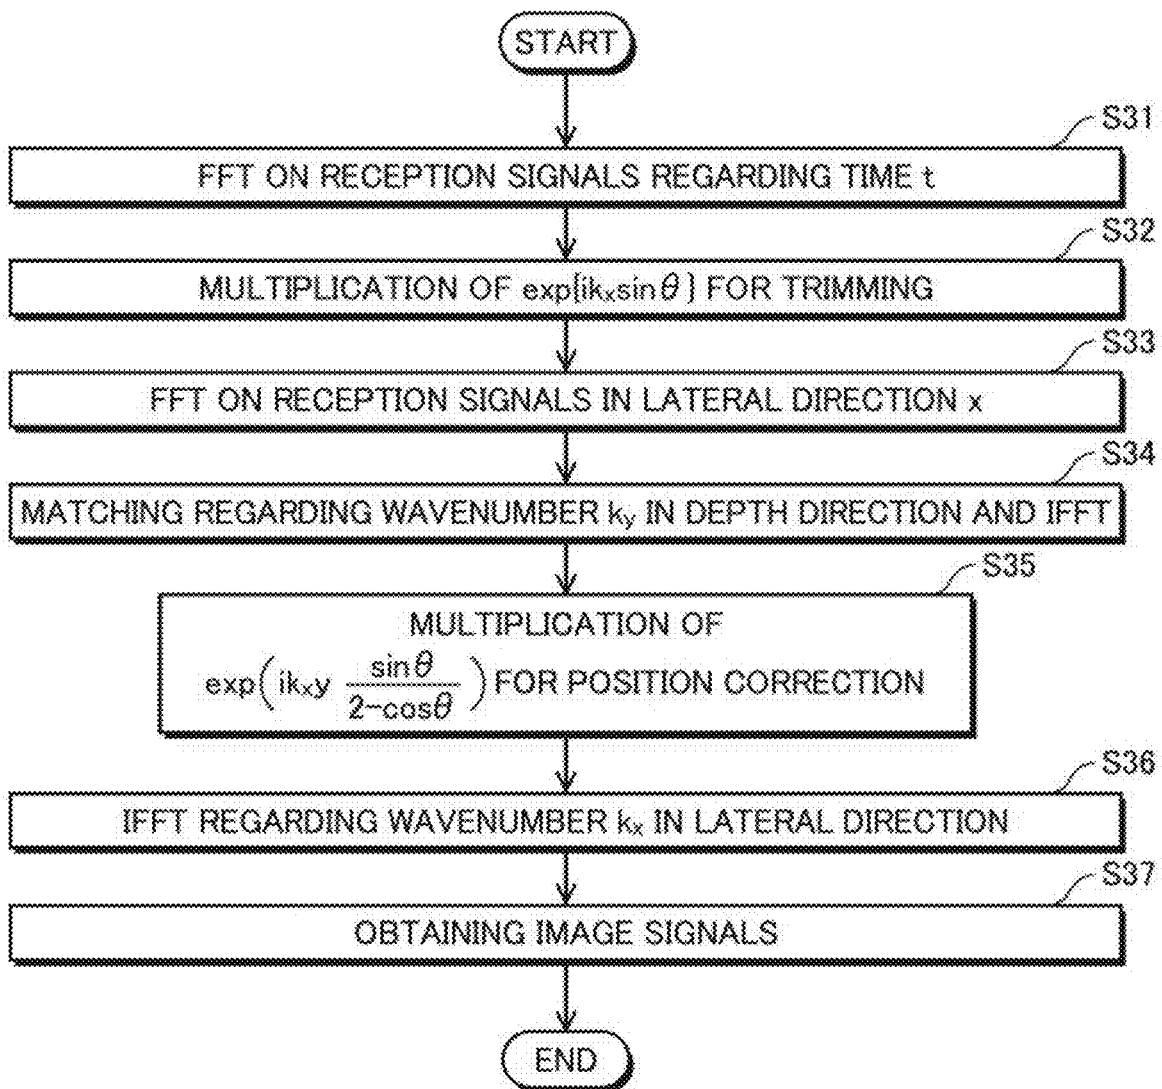 START
S31
FFT ON RECEPTION SIGNALS REGARDING TIME t
S32
MULTIPLICATION OF exp{ikₓsinθ} FOR TRIMMING
S33
FFT ON RECEPTION SIGNALS IN LATERAL DIRECTION x
S34
MATCHING REGARDING WAVENUMBER kᵧ IN DEPTH DIRECTION AND IFFT
S35
MULTIPLICATION OF
exp(ikₓy sinθ/2-cosθ) FOR POSITION CORRECTION
S36
IFFT REGARDING WAVENUMBER kₓ IN LATERAL DIRECTION
S37
OBTAINING IMAGE SIGNALS
END